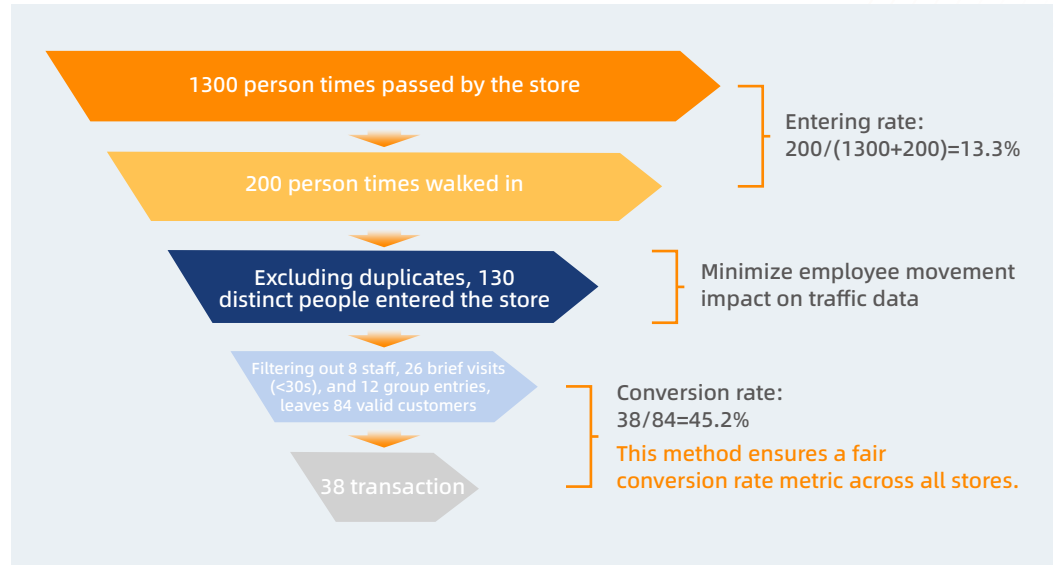 1300 person times passed by the store
Entering rate:
200/(1300+200)=13.3%
200 person times walked in
Excluding duplicates, 130
distinct people entered the store
Minimize employee movement
impact on traffic data
Filtering out 8 staff, 26 brief visits
(<30s), and 12 group entries,
leaves 84 valid customers
Conversion rate:
38/84=45.2%
This method ensures a fair
conversion rate metric across all stores.
38 transaction